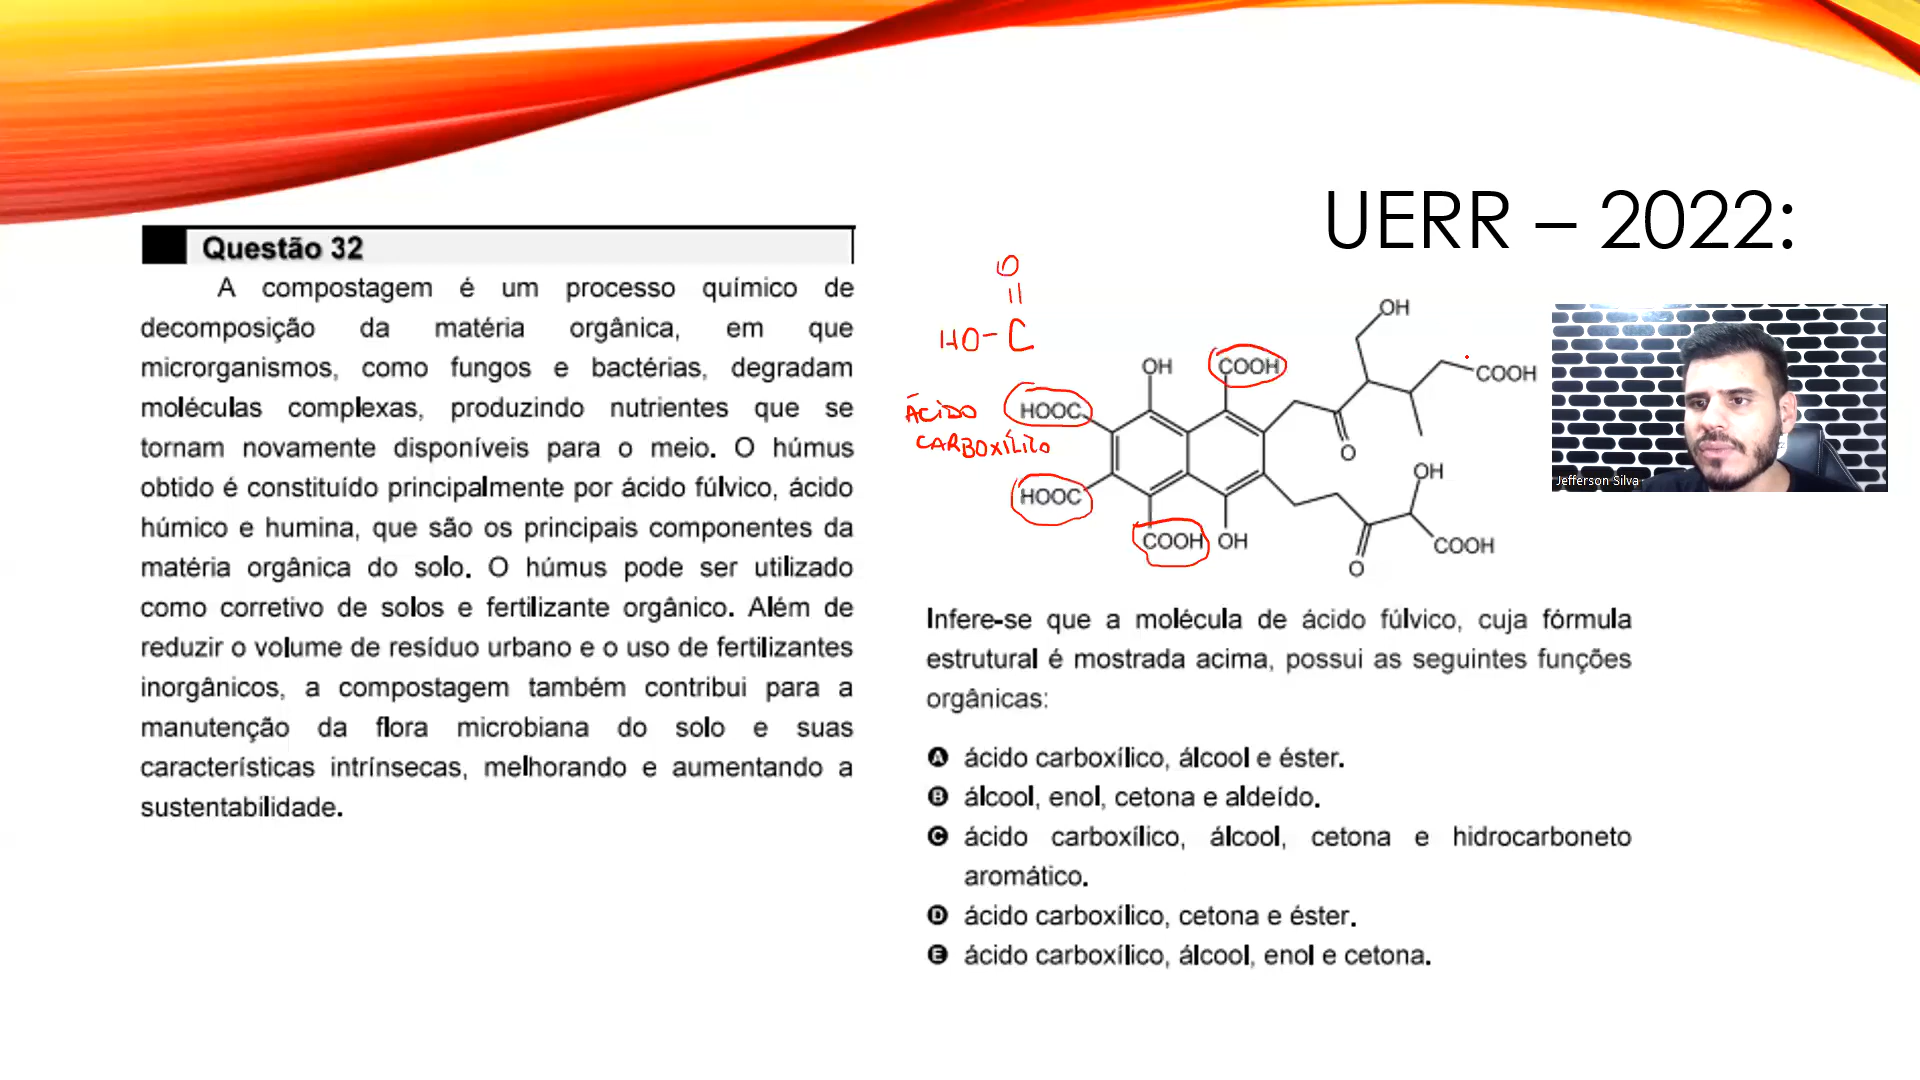 UERR – 2022:
Questão 32
A compostagem é um processo químico de
decomposição da matéria orgânica, em que
microrganismos, como fungos e bactérias, degradam
moléculas complexas, produzindo nutrientes que se
tornam novamente disponíveis para o meio. O húmus
obtido é constituído principalmente por ácido fúlvico, ácido
húmico e humina, que são os principais componentes da
matéria orgânica do solo. O húmus pode ser utilizado
como corretivo de solos e fertilizante orgânico. Além de
reduzir o volume de resíduo urbano e o uso de fertilizantes
inorgânicos, a compostagem também contribui para a
manutenção da flora microbiana do solo e suas
características intrínsecas, melhorando e aumentando a
sustentabilidade.
O
HO-C
ÁCIDO
CARBOXÍLICO
OH
COOH
HOOC
HOOC
COOH
OH
OH
COOH
O
OH
COOH
O
Jefferson Silva
Infere-se que a molécula de ácido fúlvico, cuja fórmula
estrutural é mostrada acima, possui as seguintes funções
orgânicas:
A ácido carboxílico, álcool e éster.
B álcool, enol, cetona e aldeído.
C ácido carboxílico, álcool, cetona e hidrocarboneto
aromático.
D ácido carboxílico, cetona e éster.
E ácido carboxílico, álcool, enol e cetona.